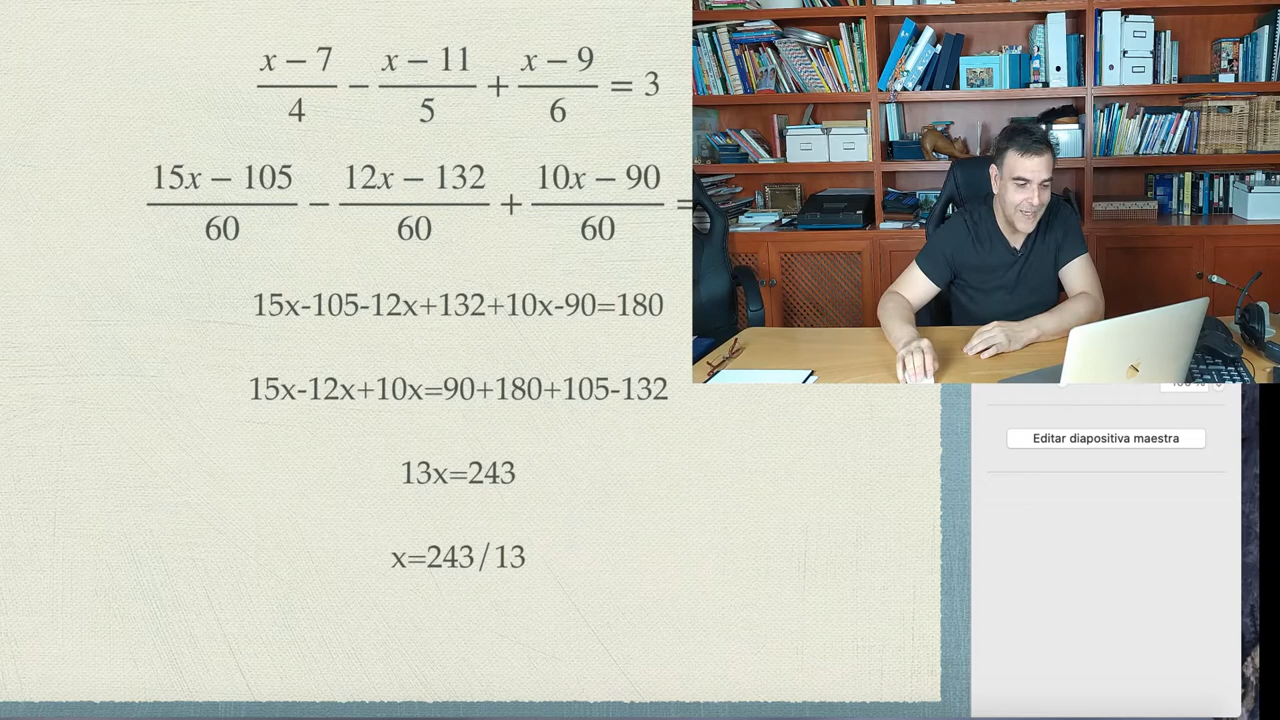 x – 7 / 4 – x – 11 / 5 + x – 9 / 6 = 3
15x – 105 / 60 – 12x – 132 / 60 + 10x – 90 / 60 =
15x-105-12x+132+10x-90=180
15x-12x+10x=90+180+105-132
13x=243
x=243/13
Editar diapositiva maestra